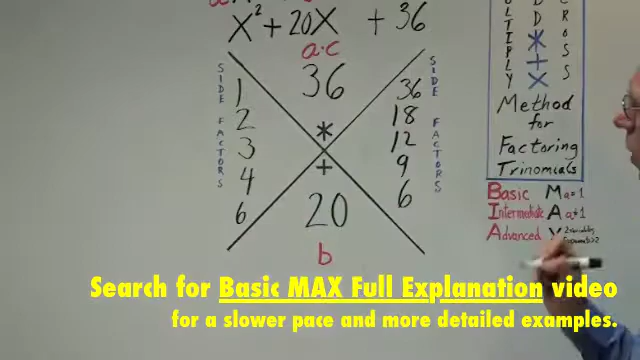 X² + 20X + 36
a·c
36
*
+
20
b
SIDE FACTORS
1
2
3
4
6
36
18
12
9
6
SIDE FACTORS
D
L D R
T * O
I
P + S
L
Y X S
Method
for
Factoring
Trinomials
Basic M a=1
Intermediate A a≠1
Advanced X 2 variables
Search for Basic MAX Full Explanation video
for a slower pace and more detailed examples.